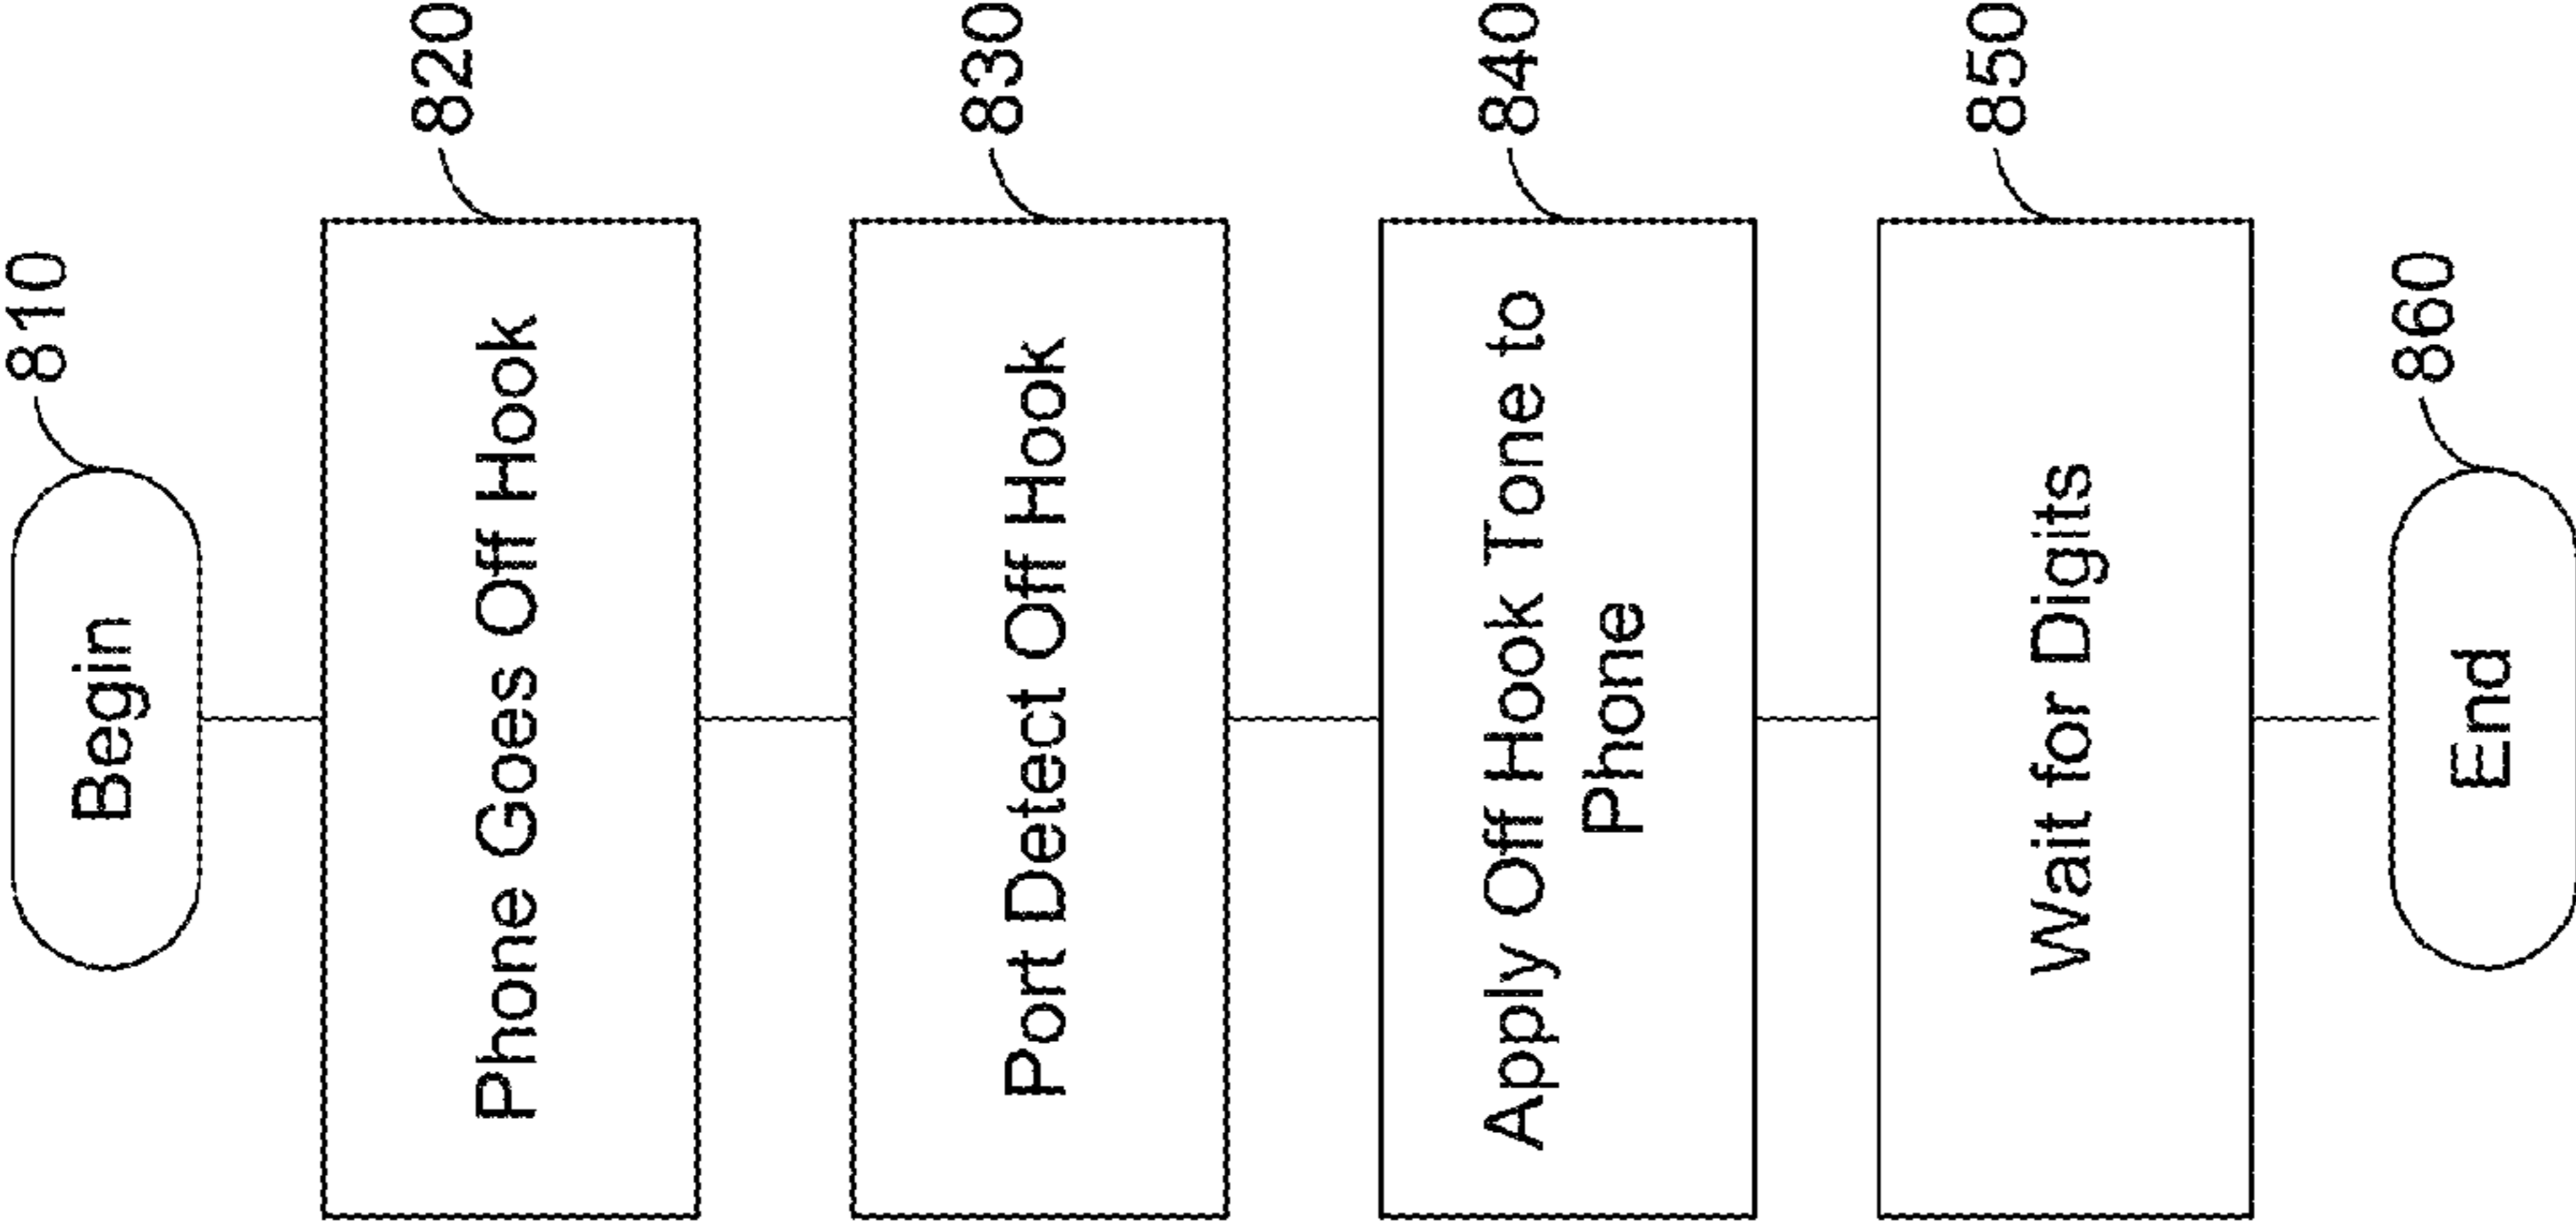 Begin
810
Phone Goes Off Hook
820
Port Detect Off Hook
830
Apply Off Hook Tone to
Phone
840
Wait for Digits
850
End
860